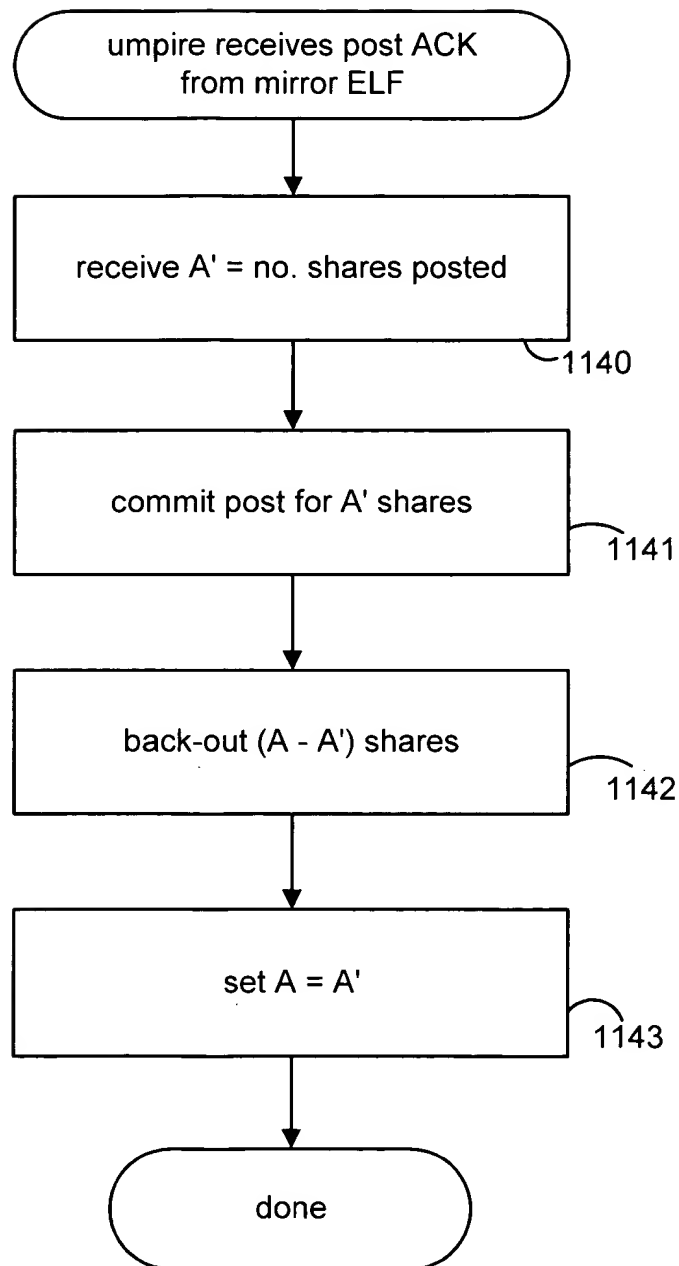 umpire receives post ACK
from mirror ELF
receive A' = no. shares posted
1140
commit post for A' shares
1141
back-out (A - A') shares
1142
set A = A'
1143
done